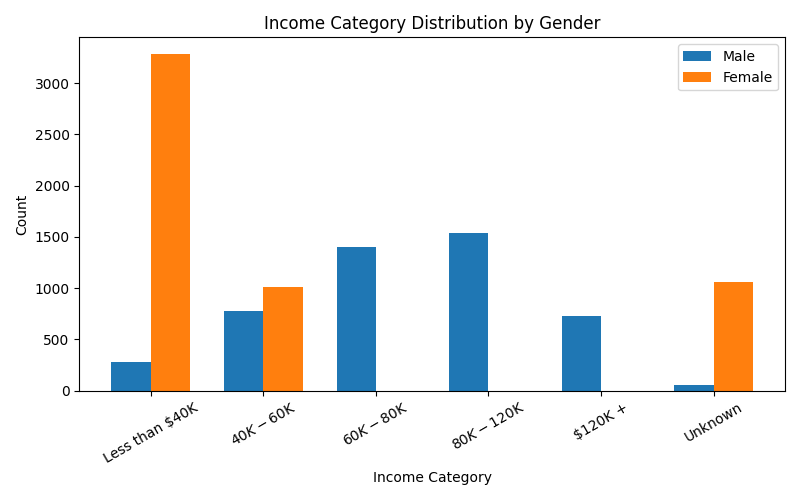 Income Category Distribution by Gender
Male
Female
3000
2500
2000
1500
1000
500
0
Count
Less than $40K
40K − 60K
60K − 80K
80K − 120K
$120K +
Unknown
Income Category